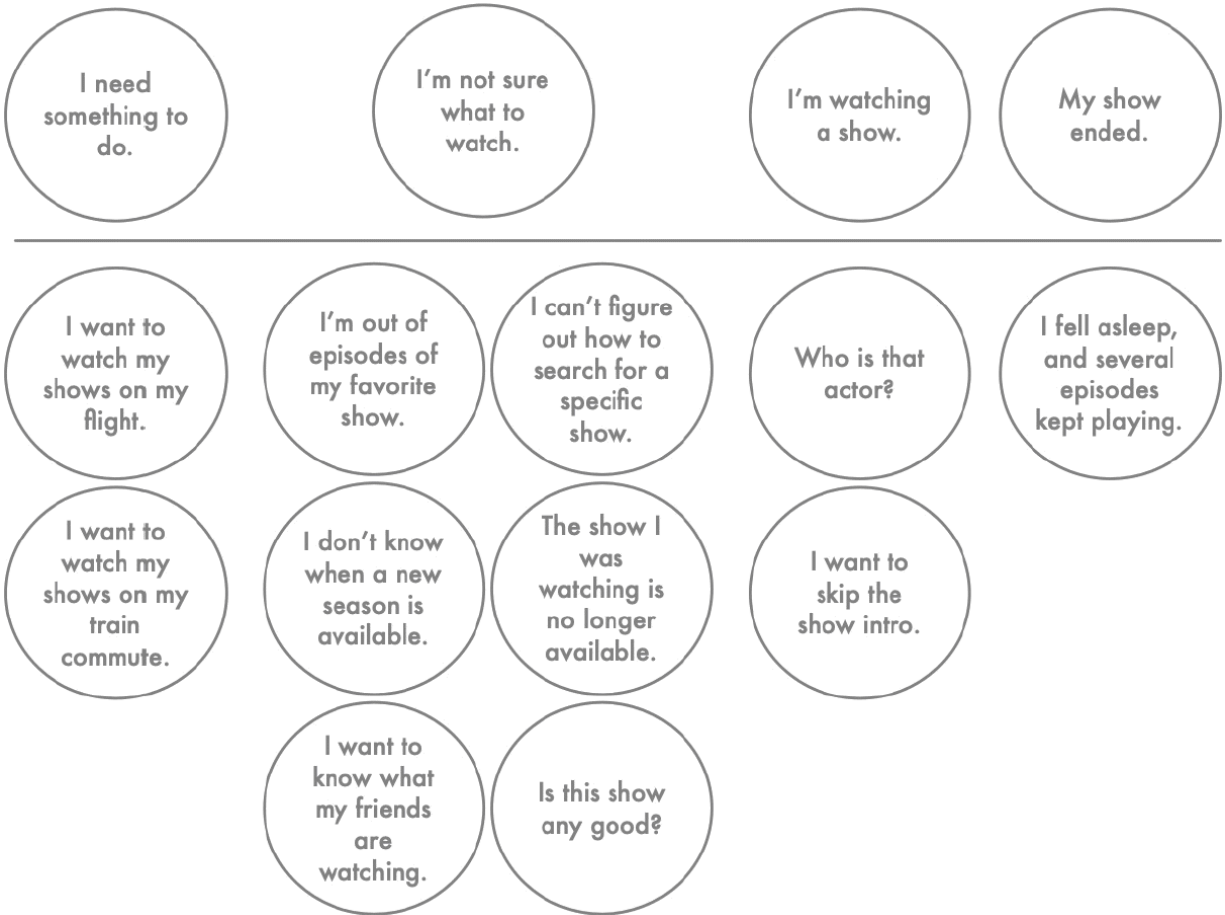 I need
something to
do.
I'm not sure
what to
watch.
I'm watching
a show.
My show
ended.
I want to
watch my
shows on my
flight.
I'm out of
episodes of
my favorite
show.
I can't figure
out how to
search for a
specific
show.
Who is that
actor?
I fell asleep,
and several
episodes
kept playing.
I want to
watch my
shows on my
train
commute.
I don't know
when a new
season is
available.
The show I
was
watching is
no longer
available.
I want to
skip the
show intro.
I want to
know what
my friends
are
watching.
Is this show
any good?